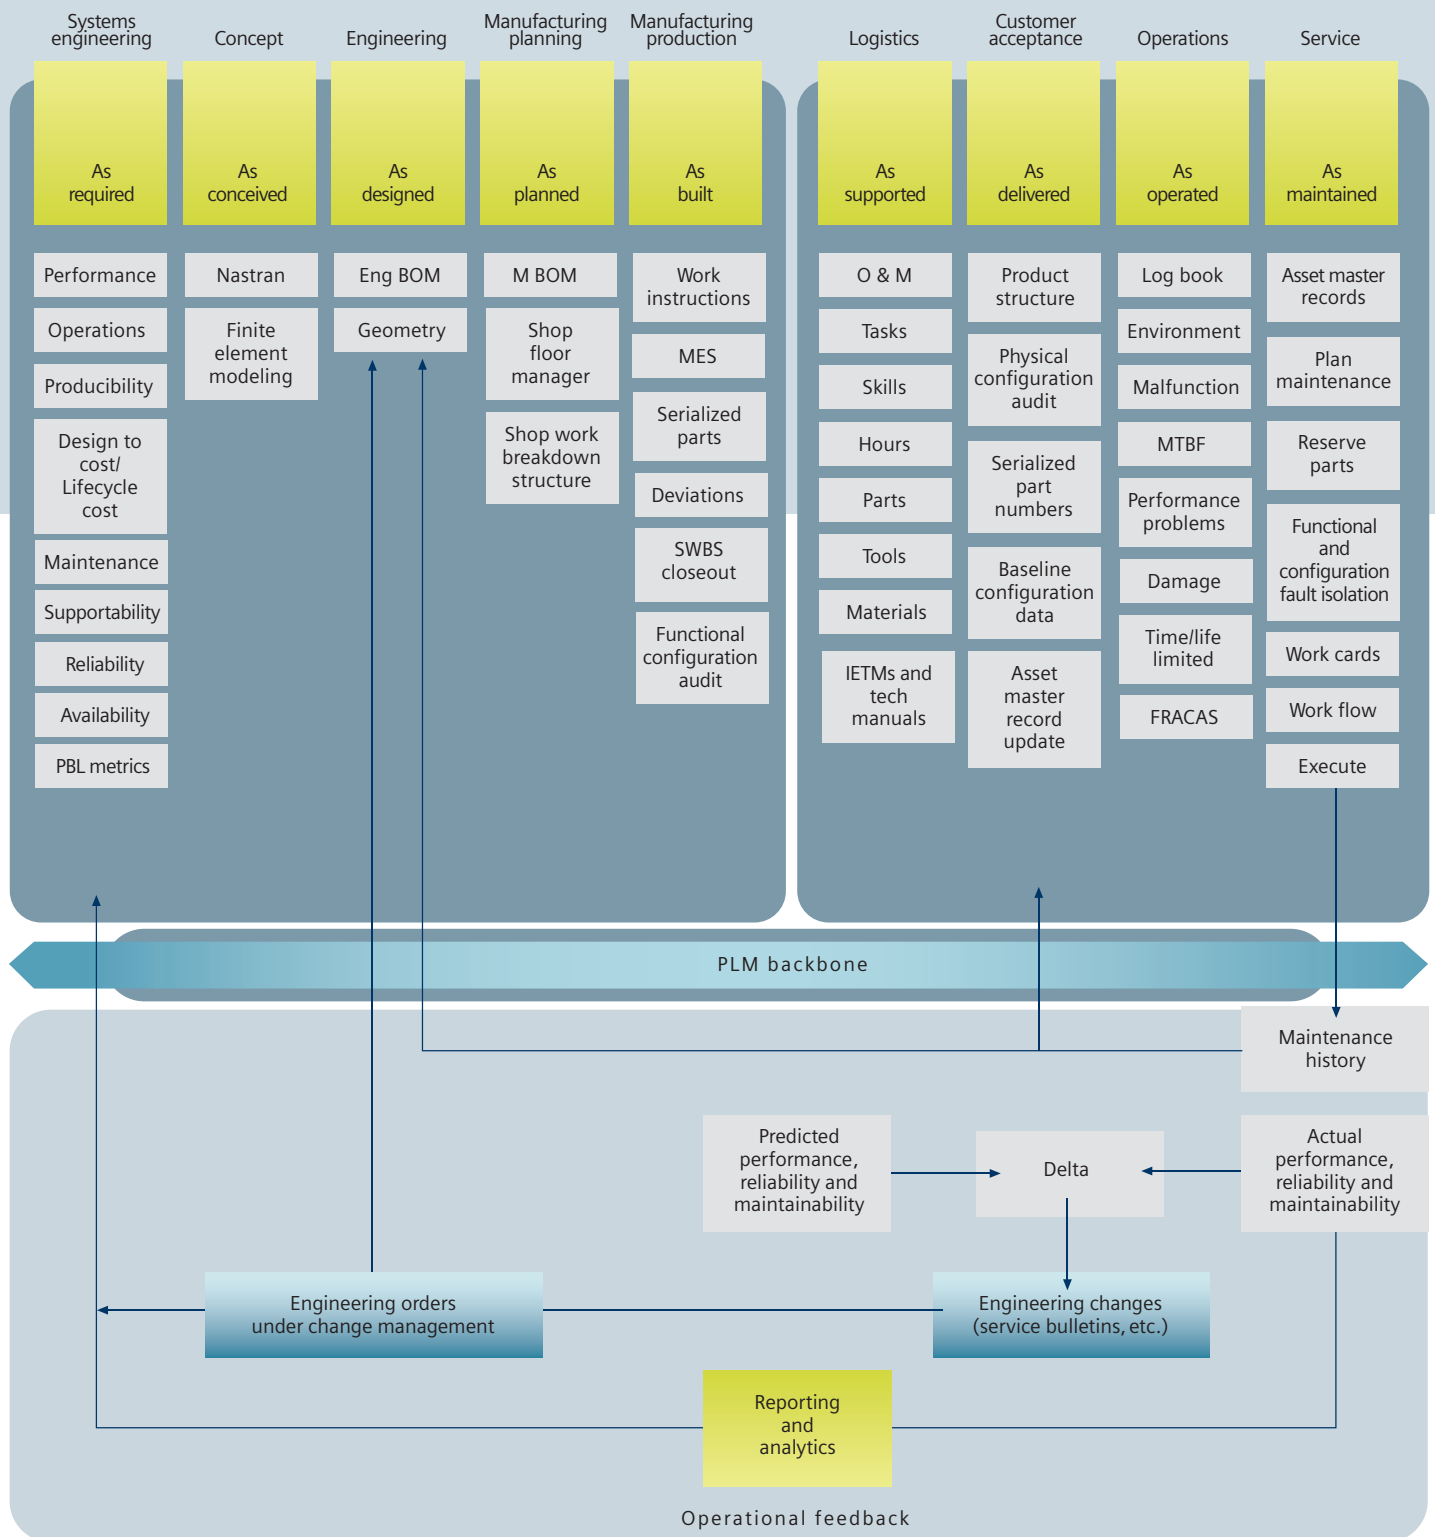 Systems
engineering
Concept
Engineering
Manufacturing
planning
Manufacturing
production
Logistics
Customer
acceptance
Operations
Service
As
required
As
conceived
As
designed
As
planned
As
built
As
supported
As
delivered
As
operated
As
maintained
Performance
Operations
Producibility
Design to
cost/
Lifecycle
cost
Maintenance
Supportability
Reliability
Availability
PBL metrics
Nastran
Finite
element
modeling
Eng BOM
Geometry
M BOM
Shop
floor
manager
Shop work
breakdown
structure
Work
instructions
MES
Serialized
parts
Deviations
SWBS
closeout
Functional
configuration
audit
O & M
Tasks
Skills
Hours
Parts
Tools
Materials
IETMs and
tech
manuals
Product
structure
Physical
configuration
audit
Serialized
part
numbers
Baseline
configuration
data
Asset
master
record
update
Log book
Environment
Malfunction
MTBF
Performance
problems
Damage
Time/life
limited
FRACAS
Asset master
records
Plan
maintenance
Reserve
parts
Functional
and
configuration
fault isolation
Work cards
Work flow
Execute
PLM backbone
Maintenance
history
Predicted
performance,
reliability and
maintainability
Delta
Actual
performance,
reliability and
maintainability
Engineering orders
under change management
Engineering changes
(service bulletins, etc.)
Reporting
and
analytics
Operational feedback